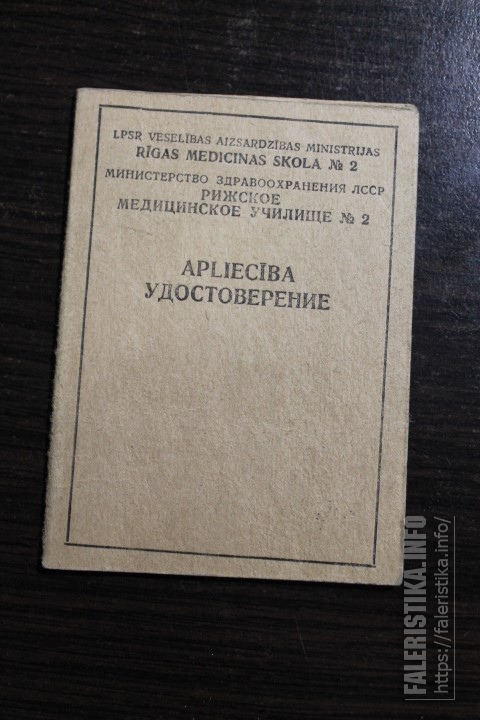 LPSR VESELĪBAS AIZSARDZĪBAS MINISTRIJAS
RĪGAS MEDICINAS SKOLA № 2
МИНИСТЕРСТВО ЗДРАВООХРАНЕНИЯ ЛССР
РИЖСКОЕ
МЕДИЦИНСКОЕ УЧИЛИЩЕ № 2
APLIECĪBA
УДОСТОВЕРЕНИЕ
FALERISTIKA.INFO
https://faleristika.info/